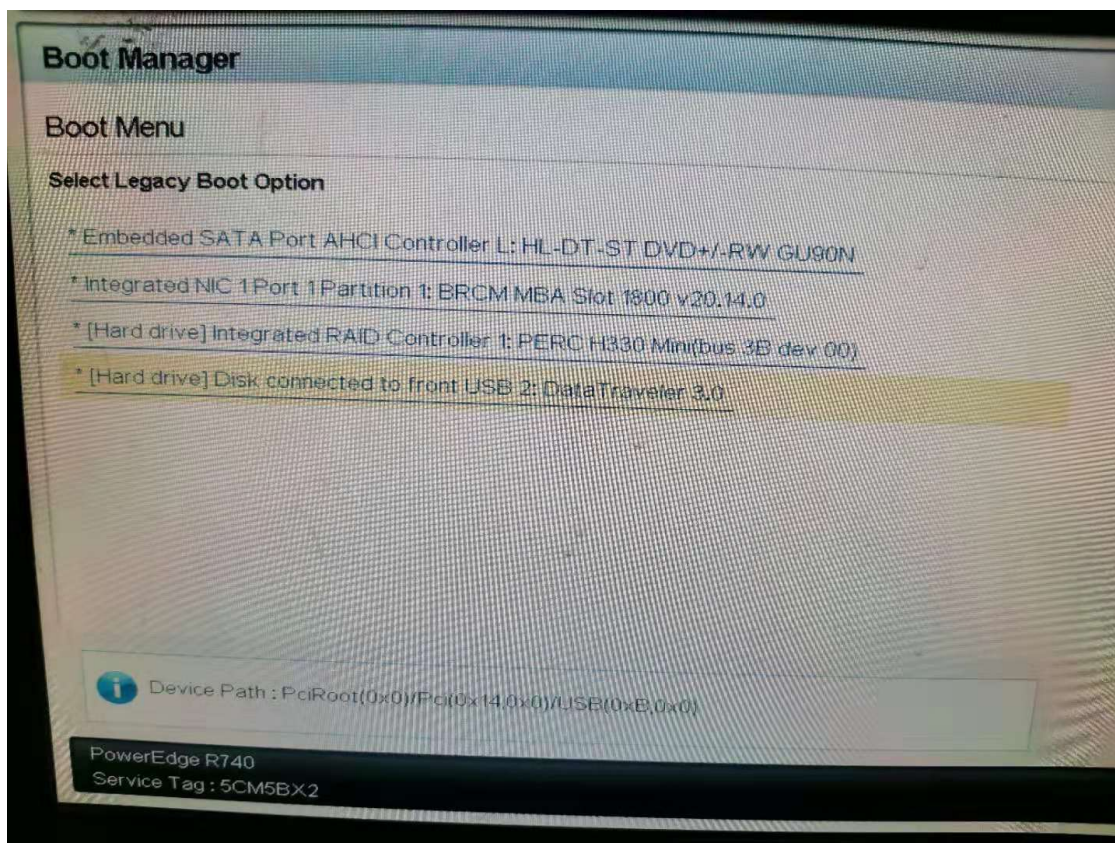 Boot Manager
Boot Menu
Select Legacy Boot Option
* Embedded SATA Port AHCI Controller L: HL-DT-ST DVD+/-RW GU90N
* Integrated NIC 1 Port 1 Partition 1: BRCM MBA Slot 1800 v20.14.0
* [Hard drive] Integrated RAID Controller 1: PERC H330 Mini(bus 3B dev 00)
* [Hard drive] Disk connected to front USB 2: DataTraveler 3.0
Device Path : PciRoot(0x0)/Pci(0x14,0x0)/USB(0xB,0x0)
PowerEdge R740
Service Tag : 5CM5BX2